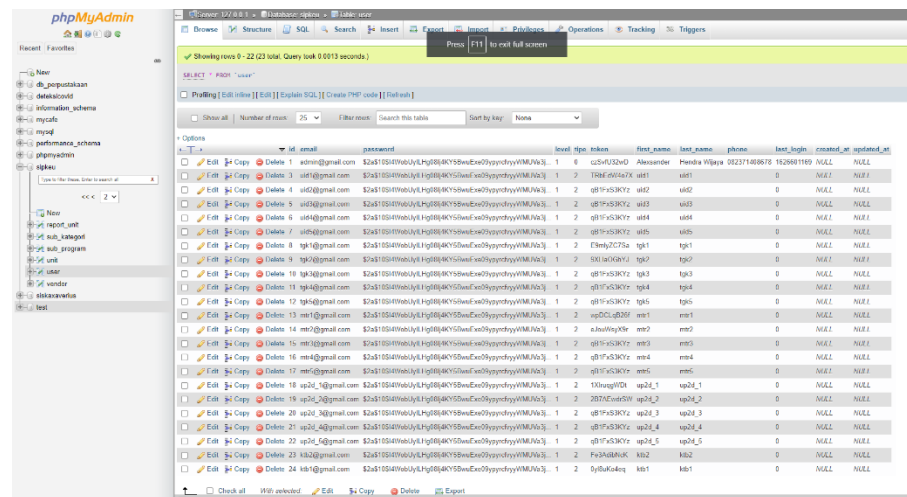 phpMyAdmin
Recent Favorites
New
db_perpustakaan
deteksicovid
information_schema
mycafe
mysql
performance_schema
phpmyadmin
sipkeu
Type to filter these, Enter to search all X
<< < 2
New
report_unit
sub_kategori
sub_program
unit
user
vendor
siskaxaverius
test
Server: 127.0.0.1 » Database: sipkeu » Table: user
Browse Structure SQL Search Insert Export Import Privileges Operations Tracking Triggers
Press F11 to exit full screen
Showing rows 0 - 22 (23 total, Query took 0.0013 seconds.)
SELECT * FROM `user`
Profiling [ Edit inline ] [ Edit ] [ Explain SQL ] [ Create PHP code ] [ Refresh ]
Show all Number of rows: 25 Filter rows: Search this table Sort by key: None
+ Options
id email password level tipe token first_name last_name phone last_login created_at updated_at
Edit Copy Delete 1 admin@gmail.com 1 0 Alexsander Hendra Wijaya 082371408678 1626601169 NULL NULL
Edit Copy Delete 3 uid1@gmail.com 1 2 uid1 uid1 0 NULL NULL
Edit Copy Delete 4 uid2@gmail.com 1 2 uid2 uid2 0 NULL NULL
Edit Copy Delete 5 uid3@gmail.com 1 2 uid3 uid3 0 NULL NULL
Edit Copy Delete 6 uid4@gmail.com 1 2 uid4 uid4 0 NULL NULL
Edit Copy Delete 7 uid5@gmail.com 1 2 uid5 uid5 0 NULL NULL
Edit Copy Delete 8 tgk1@gmail.com 1 2 tgk1 tgk1 0 NULL NULL
Edit Copy Delete 9 tgk2@gmail.com 1 2 tgk2 tgk2 0 NULL NULL
Edit Copy Delete 10 tgk3@gmail.com 1 2 tgk3 tgk3 0 NULL NULL
Edit Copy Delete 11 tgk4@gmail.com 1 2 tgk4 tgk4 0 NULL NULL
Edit Copy Delete 12 tgk5@gmail.com 1 2 tgk5 tgk5 0 NULL NULL
Edit Copy Delete 13 mtr1@gmail.com 1 2 mtr1 mtr1 0 NULL NULL
Edit Copy Delete 14 mtr2@gmail.com 1 2 mtr2 mtr2 0 NULL NULL
Edit Copy Delete 15 mtr3@gmail.com 1 2 mtr3 mtr3 0 NULL NULL
Edit Copy Delete 16 mtr4@gmail.com 1 2 mtr4 mtr4 0 NULL NULL
Edit Copy Delete 17 mtr5@gmail.com 1 2 mtr5 mtr5 0 NULL NULL
Edit Copy Delete 18 up2d_1@gmail.com 1 2 up2d_1 up2d_1 0 NULL NULL
Edit Copy Delete 19 up2d_2@gmail.com 1 2 up2d_2 up2d_2 0 NULL NULL
Edit Copy Delete 20 up2d_3@gmail.com 1 2 up2d_3 up2d_3 0 NULL NULL
Edit Copy Delete 21 up2d_4@gmail.com 1 2 up2d_4 up2d_4 0 NULL NULL
Edit Copy Delete 22 up2d_5@gmail.com 1 2 up2d_5 up2d_5 0 NULL NULL
Edit Copy Delete 23 ktb2@gmail.com 1 2 ktb2 ktb2 0 NULL NULL
Edit Copy Delete 24 ktb1@gmail.com 1 2 ktb1 ktb1 0 NULL NULL
Check all With selected: Edit Copy Delete Export